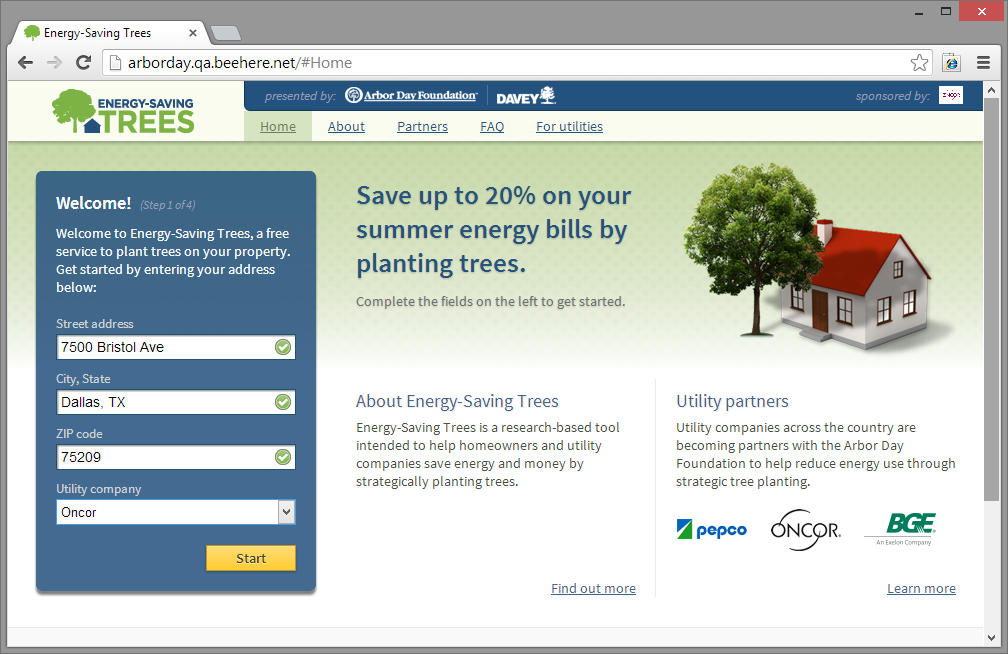 Energy-Saving Trees
arborday.qa.beehere.net/#Home
ENERGY-SAVING
TREES
presented by: Arbor Day Foundation DAVEY sponsored by:
Home About Partners FAQ For utilities
Welcome! (Step 1 of 4)
Welcome to Energy-Saving Trees, a free
service to plant trees on your property.
Get started by entering your address
below:
Street address
7500 Bristol Ave
City, State
Dallas, TX
ZIP code
75209
Utility company
Oncor
Start
Save up to 20% on your
summer energy bills by
planting trees.
Complete the fields on the left to get started.
About Energy-Saving Trees
Energy-Saving Trees is a research-based tool
intended to help homeowners and utility
companies save energy and money by
strategically planting trees.
Find out more
Utility partners
Utility companies across the country are
becoming partners with the Arbor Day
Foundation to help reduce energy use through
strategic tree planting.
pepco ONCOR BGE
An Exelon Company
Learn more